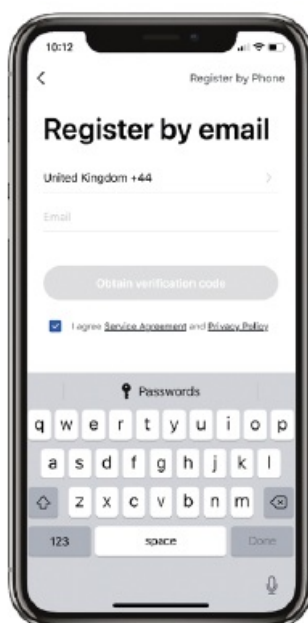 10:12
Register by Phone
Register by email
United Kingdom +44
Email
Obtain verification code
I agree Service Agreement and Privacy Policy
Passwords
q w e r t y u i o p
a s d f g h j k l
z x c v b n m
123 space Done